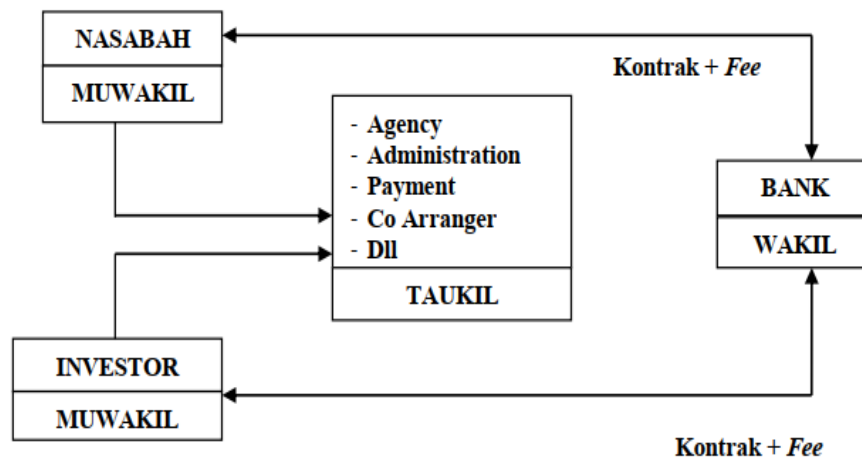 NASABAH
MUWAKIL
Kontrak + Fee
- Agency
- Administration
- Payment
- Co Arranger
- Dll
TAUKIL
BANK
WAKIL
INVESTOR
MUWAKIL
Kontrak + Fee